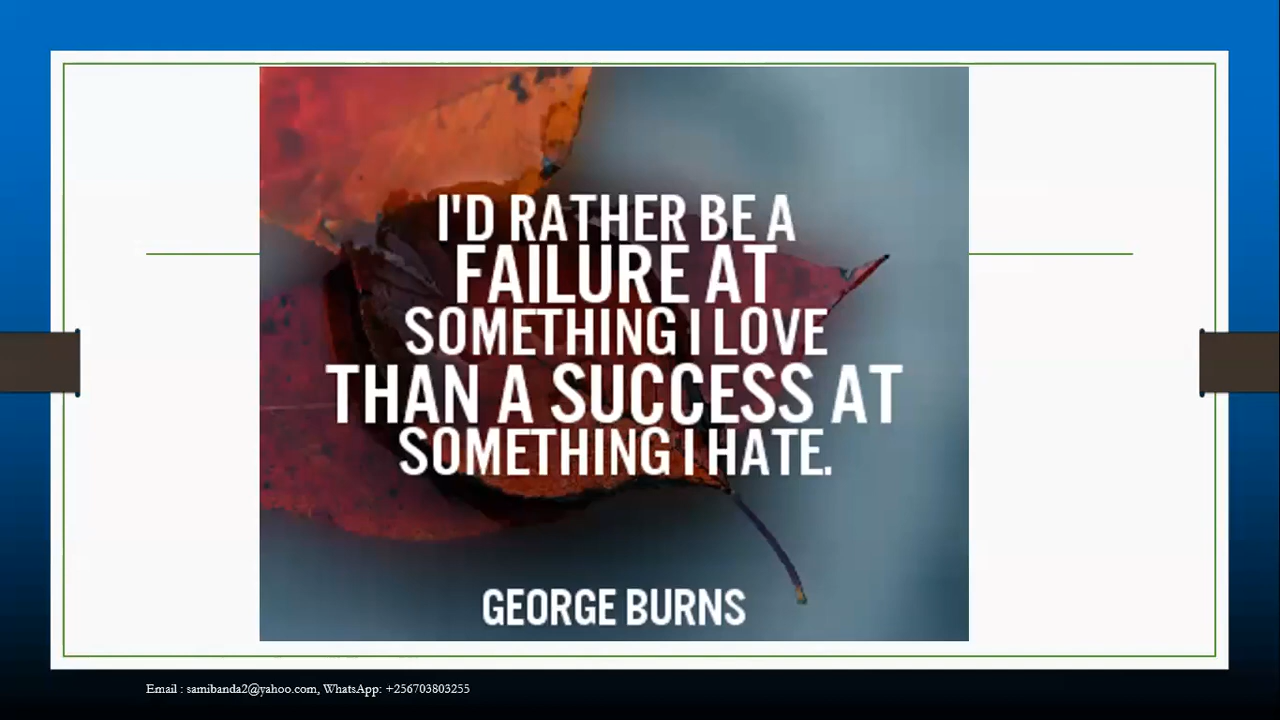 I'D RATHER BE A
FAILURE AT
SOMETHING I LOVE
THAN A SUCCESS AT
SOMETHING I HATE.
GEORGE BURNS
Email : samibanda2@yahoo.com, WhatsApp: +256703803255